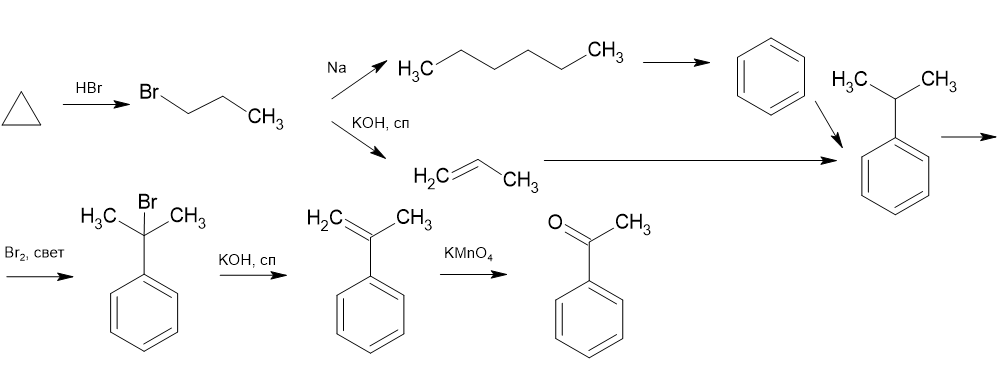 HBr
Br
CH₃
Na
H₃C
CH₃
KOH, сп
H₂C
CH₃
H₃C
CH₃
Br₂, свет
H₃C
Br
CH₃
KOH, сп
H₂C
CH₃
KMnO₄
O
CH₃